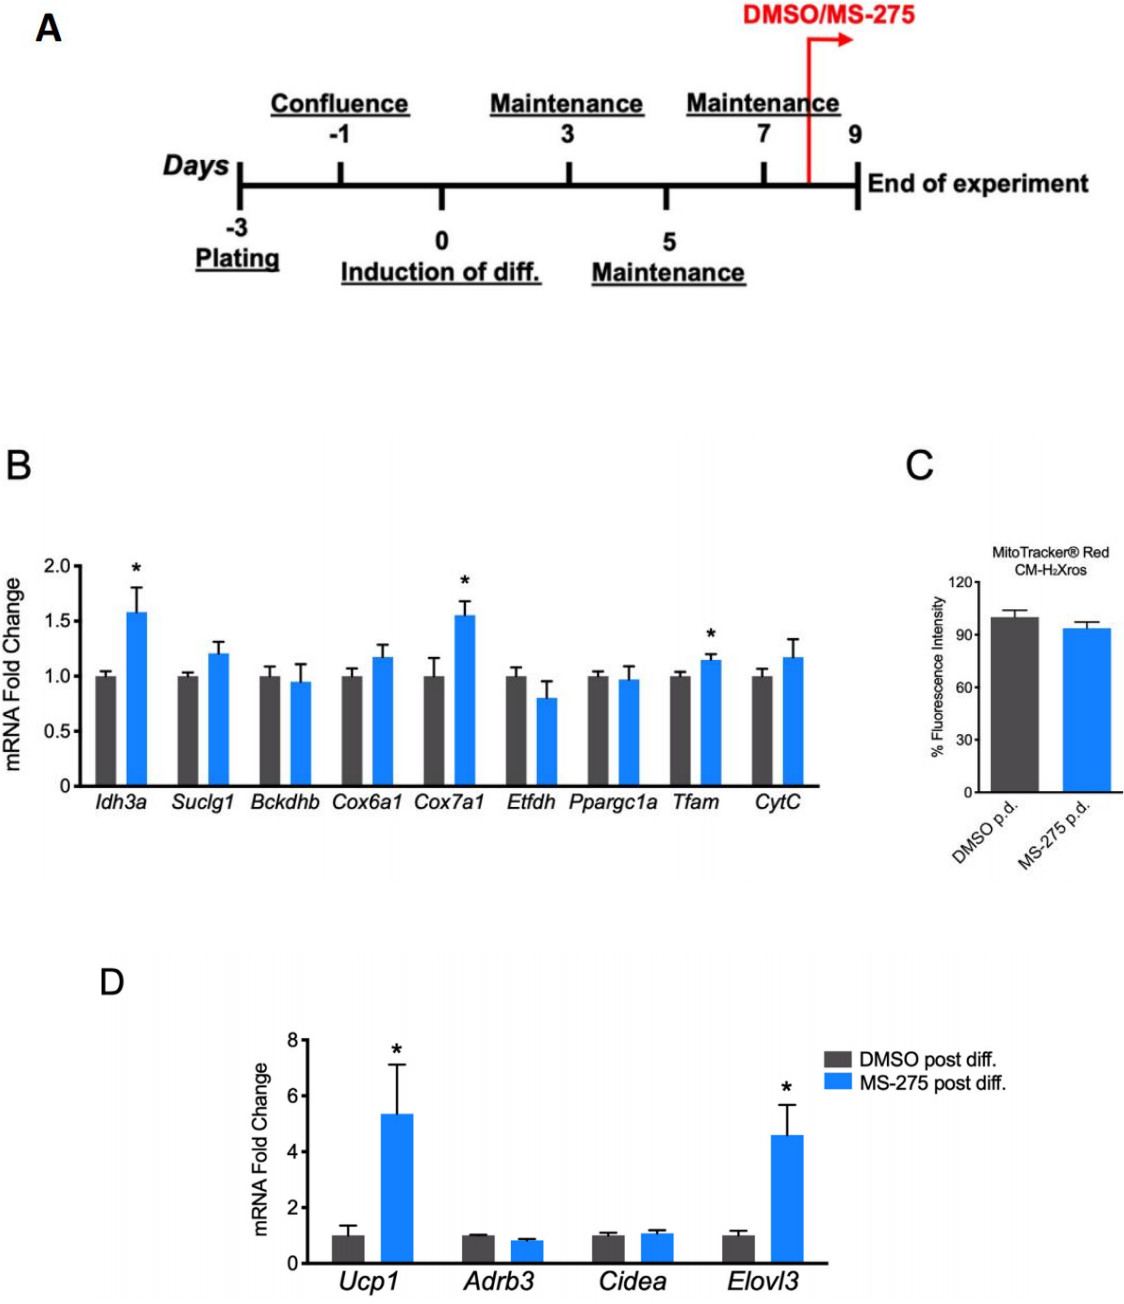 A
DMSO/MS-275
Confluence Maintenance Maintenance
-1 3 7 9
Days
End of experiment
-3 0 5
Plating Induction of diff. Maintenance
B
mRNA Fold Change
2.0
1.5
1.0
0.5
0
* * *
Idh3a Suclg1 Bckdhb Cox6a1 Cox7a1 Etfdh Ppargc1a Tfam CytC
C
MitoTracker® Red
CM-H₂Xros
% Fluorescence Intensity
120
90
60
30
0
DMSO p.d.
MS-275 p.d.
D
mRNA Fold Change
8
6
4
2
0
* *
Ucp1 Adrb3 Cidea Elovl3
DMSO post diff.
MS-275 post diff.